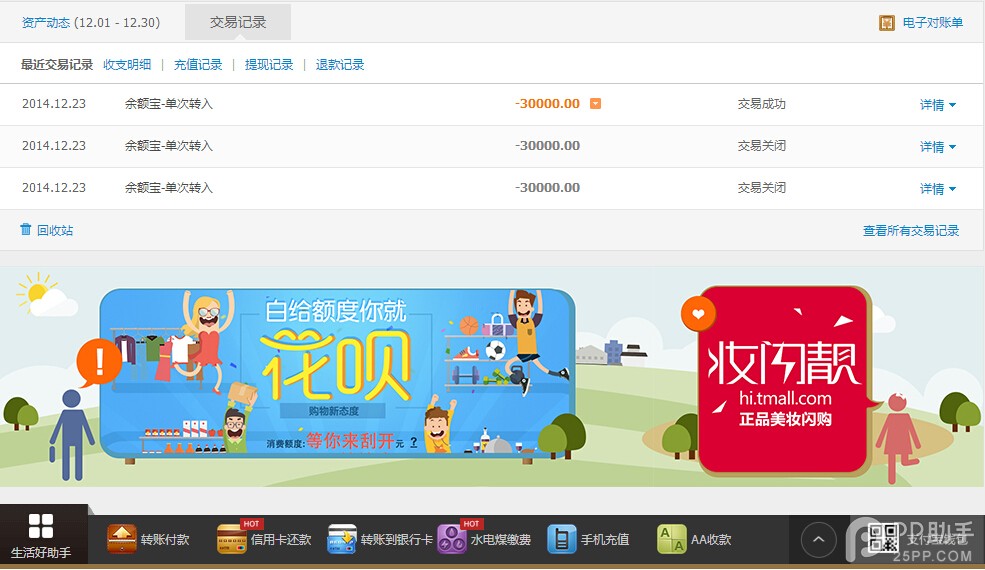 资产动态 (12.01 - 12.30) 交易记录 电子对账单
最近交易记录 收支明细 | 充值记录 | 提现记录 | 退款记录
2014.12.23 余额宝-单次转入 -30000.00 交易成功 详情
2014.12.23 余额宝-单次转入 -30000.00 交易关闭 详情
2014.12.23 余额宝-单次转入 -30000.00 交易关闭 详情
回收站 查看所有交易记录
白给额度你就
花呗
购物新态度
消费额度:等你来刮开元 ?
!
妆闪靓
hi.tmall.com
正品美妆闪购
生活好助手
转账付款
HOT
信用卡还款
转账到银行卡
HOT
水电煤缴费
手机充值
AA收款
PP助手
25PP.COM